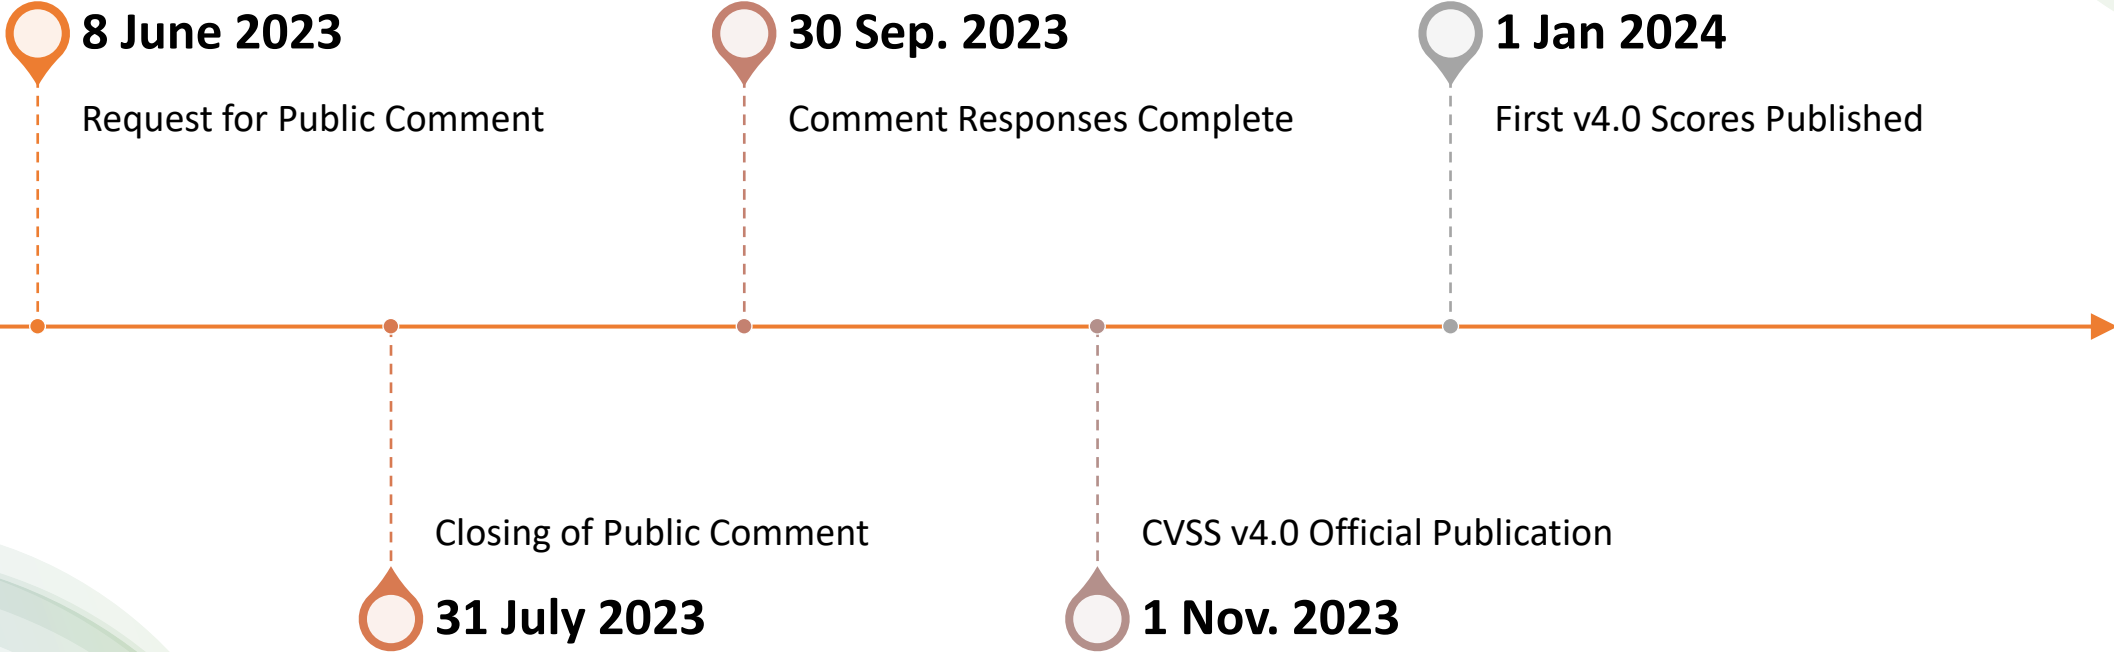 8 June 2023
Request for Public Comment
30 Sep. 2023
Comment Responses Complete
1 Jan 2024
First v4.0 Scores Published
Closing of Public Comment
31 July 2023
CVSS v4.0 Official Publication
1 Nov. 2023